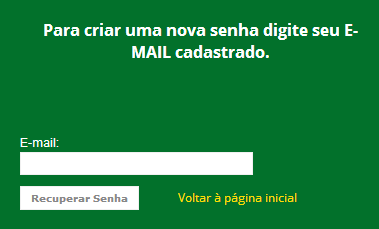 Para criar uma nova senha digite seu E-
MAIL cadastrado.
E-mail:
Recuperar Senha Voltar à página inicial